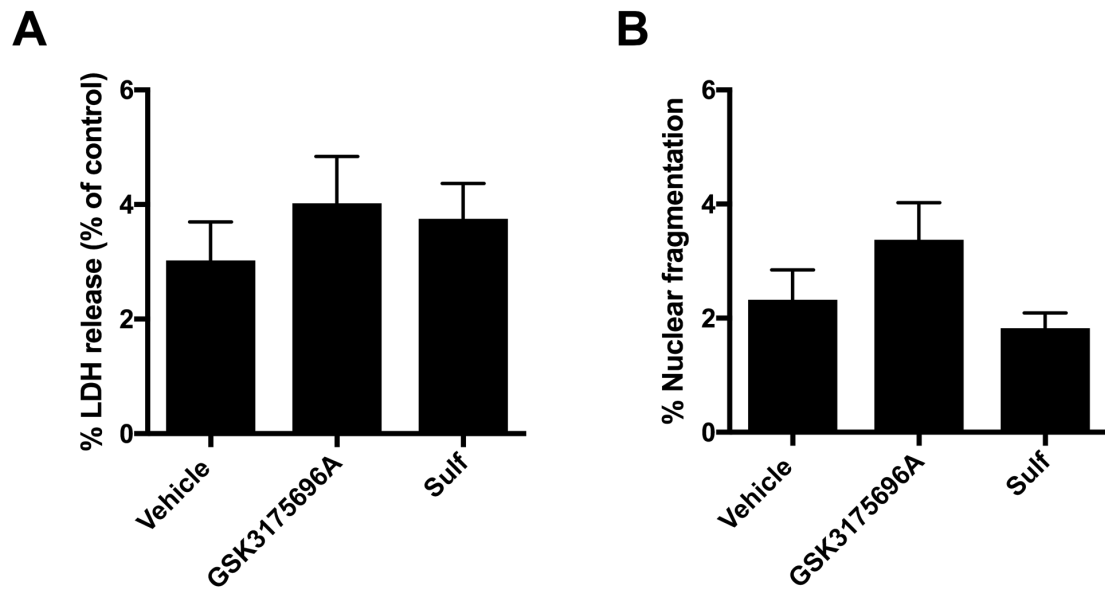 A
% LDH release (% of control)
6
4
2
0
Vehicle
GSK3175696A
Sulf
B
% Nuclear fragmentation
6
4
2
0
Vehicle
GSK3175696A
Sulf